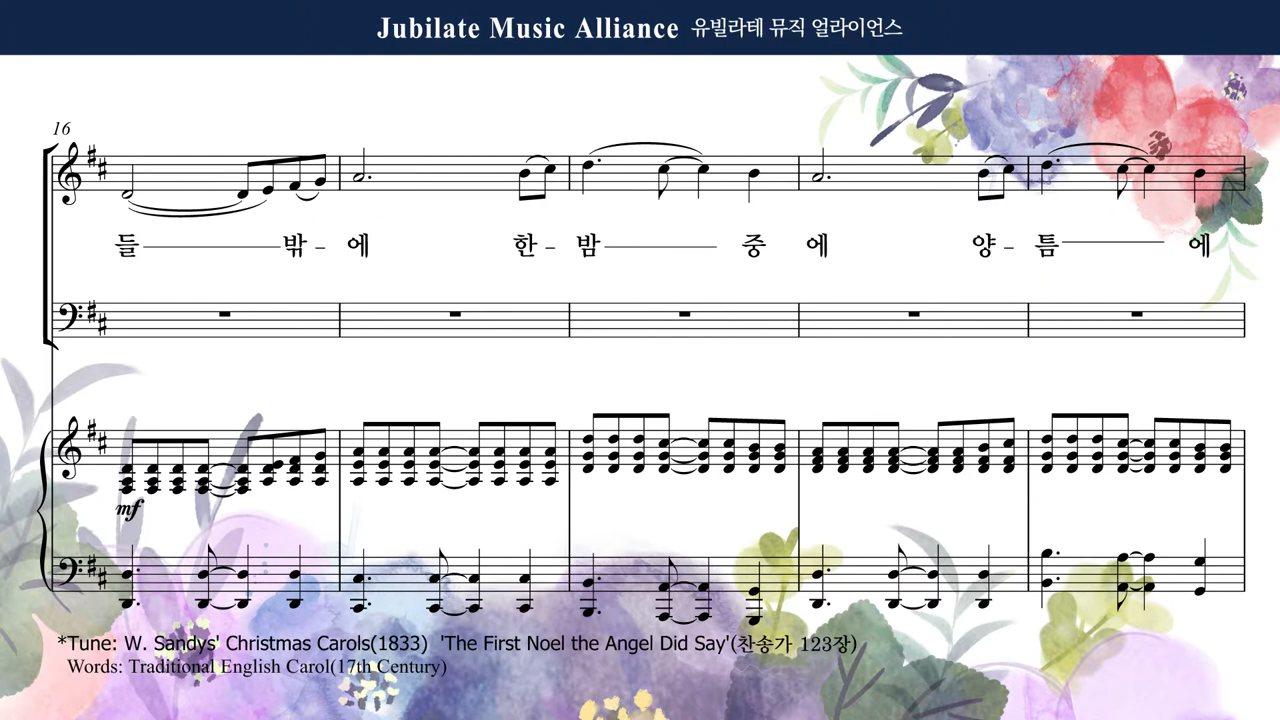 Jubilate Music Alliance 유빌라테 뮤직 얼라이언스
16
들 밖 - 에 한 - 밤 중 에 양 - 틈 에
mf
*Tune: W. Sandys' Christmas Carols(1833) 'The First Noel the Angel Did Say'(찬송가 123장)
Words: Traditional English Carol(17th Century)